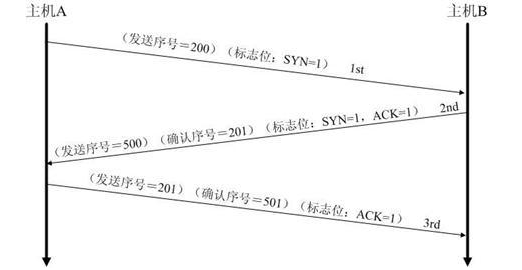 主机A
主机B
（发送序号＝200）（标志位：SYN=1） 1st
2nd
（发送序号＝500）（确认序号＝201）（标志位：SYN=1，ACK=1）
（发送序号＝201）（确认序号＝501）（标志位：ACK=1） 3rd